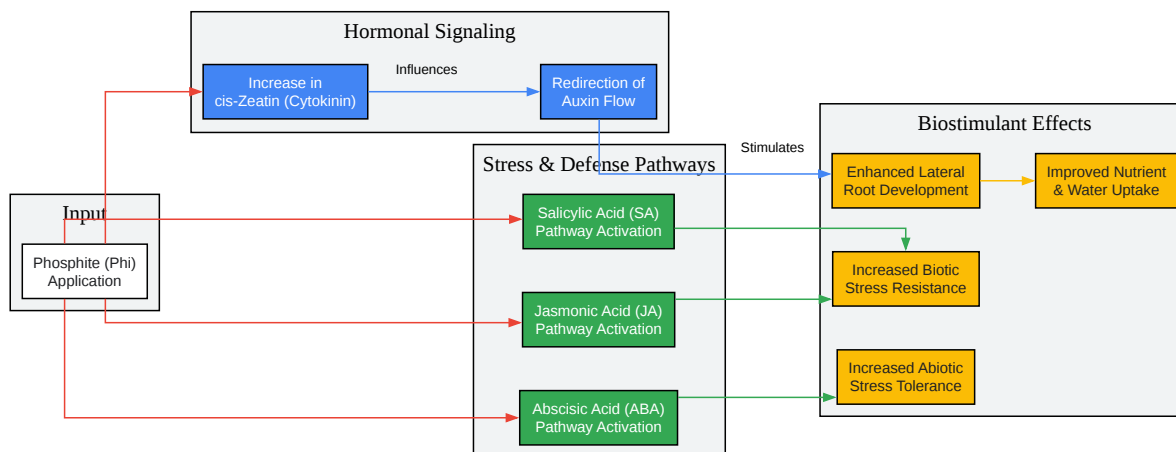 Hormonal Signaling
Increase in
cis-Zeatin (Cytokinin)
Influences
Redirection of
Auxin Flow
Biostimulant Effects
Stimulates
Stress & Defense Pathways
Enhanced Lateral
Root Development
Improved Nutrient
& Water Uptake
Input
Phosphite (Phi)
Application
Salicylic Acid (SA)
Pathway Activation
Increased Biotic
Stress Resistance
Jasmonic Acid (JA)
Pathway Activation
Increased Abiotic
Stress Tolerance
Abscisic Acid (ABA)
Pathway Activation